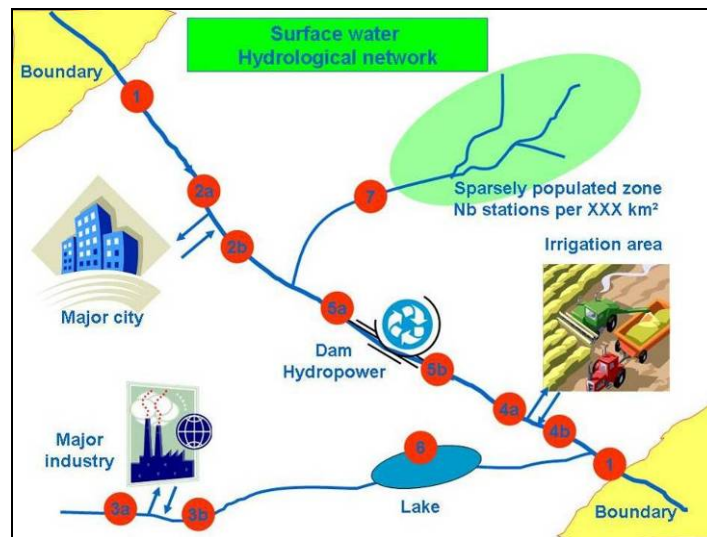 Surface water
Hydrological network
Boundary
1
2a
7
Sparsely populated zone
Nb stations per XXX km²
2b
Irrigation area
Major city
5a
Dam
Hydropower
5b
4a
4b
Major
industry
6
1
3a
3b
Lake
Boundary